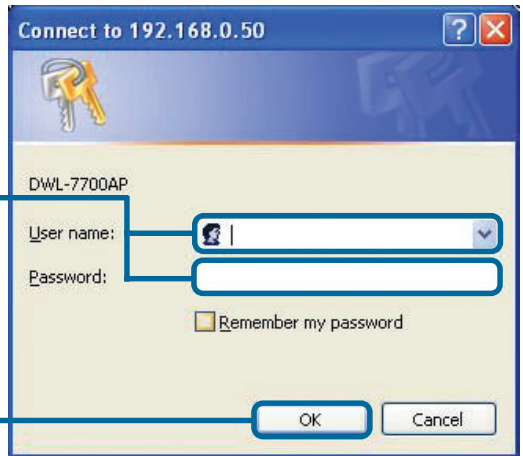 Connect to 192.168.0.50
DWL-7700AP
User name:
Password:
Remember my password
OK Cancel